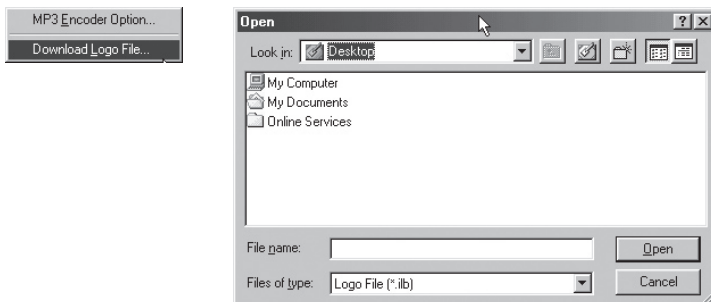 MP3 Encoder Option...
Download Logo File...
Open
Look in: Desktop
My Computer
My Documents
Online Services
File name:
Open
Files of type: Logo File (*.ilb)
Cancel